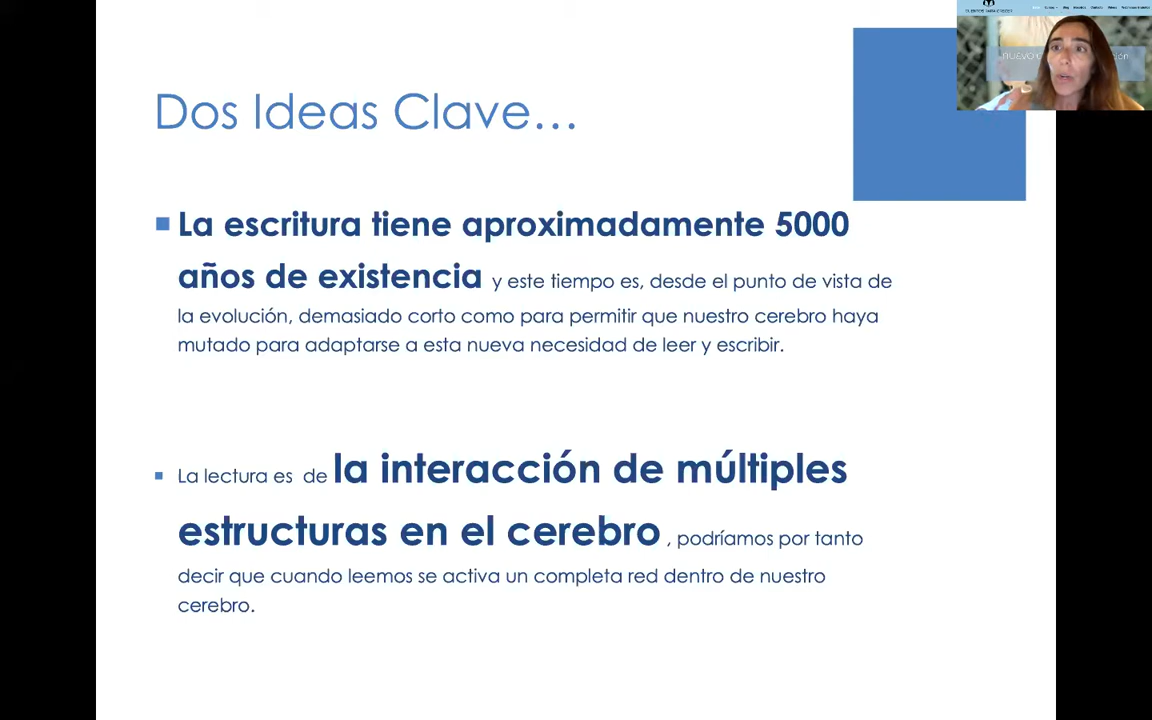 Dos Ideas Clave…
La escritura tiene aproximadamente 5000
años de existencia y este tiempo es, desde el punto de vista de
la evolución, demasiado corto como para permitir que nuestro cerebro haya
mutado para adaptarse a esta nueva necesidad de leer y escribir.
La lectura es de la interacción de múltiples
estructuras en el cerebro , podríamos por tanto
decir que cuando leemos se activa un completa red dentro de nuestro
cerebro.